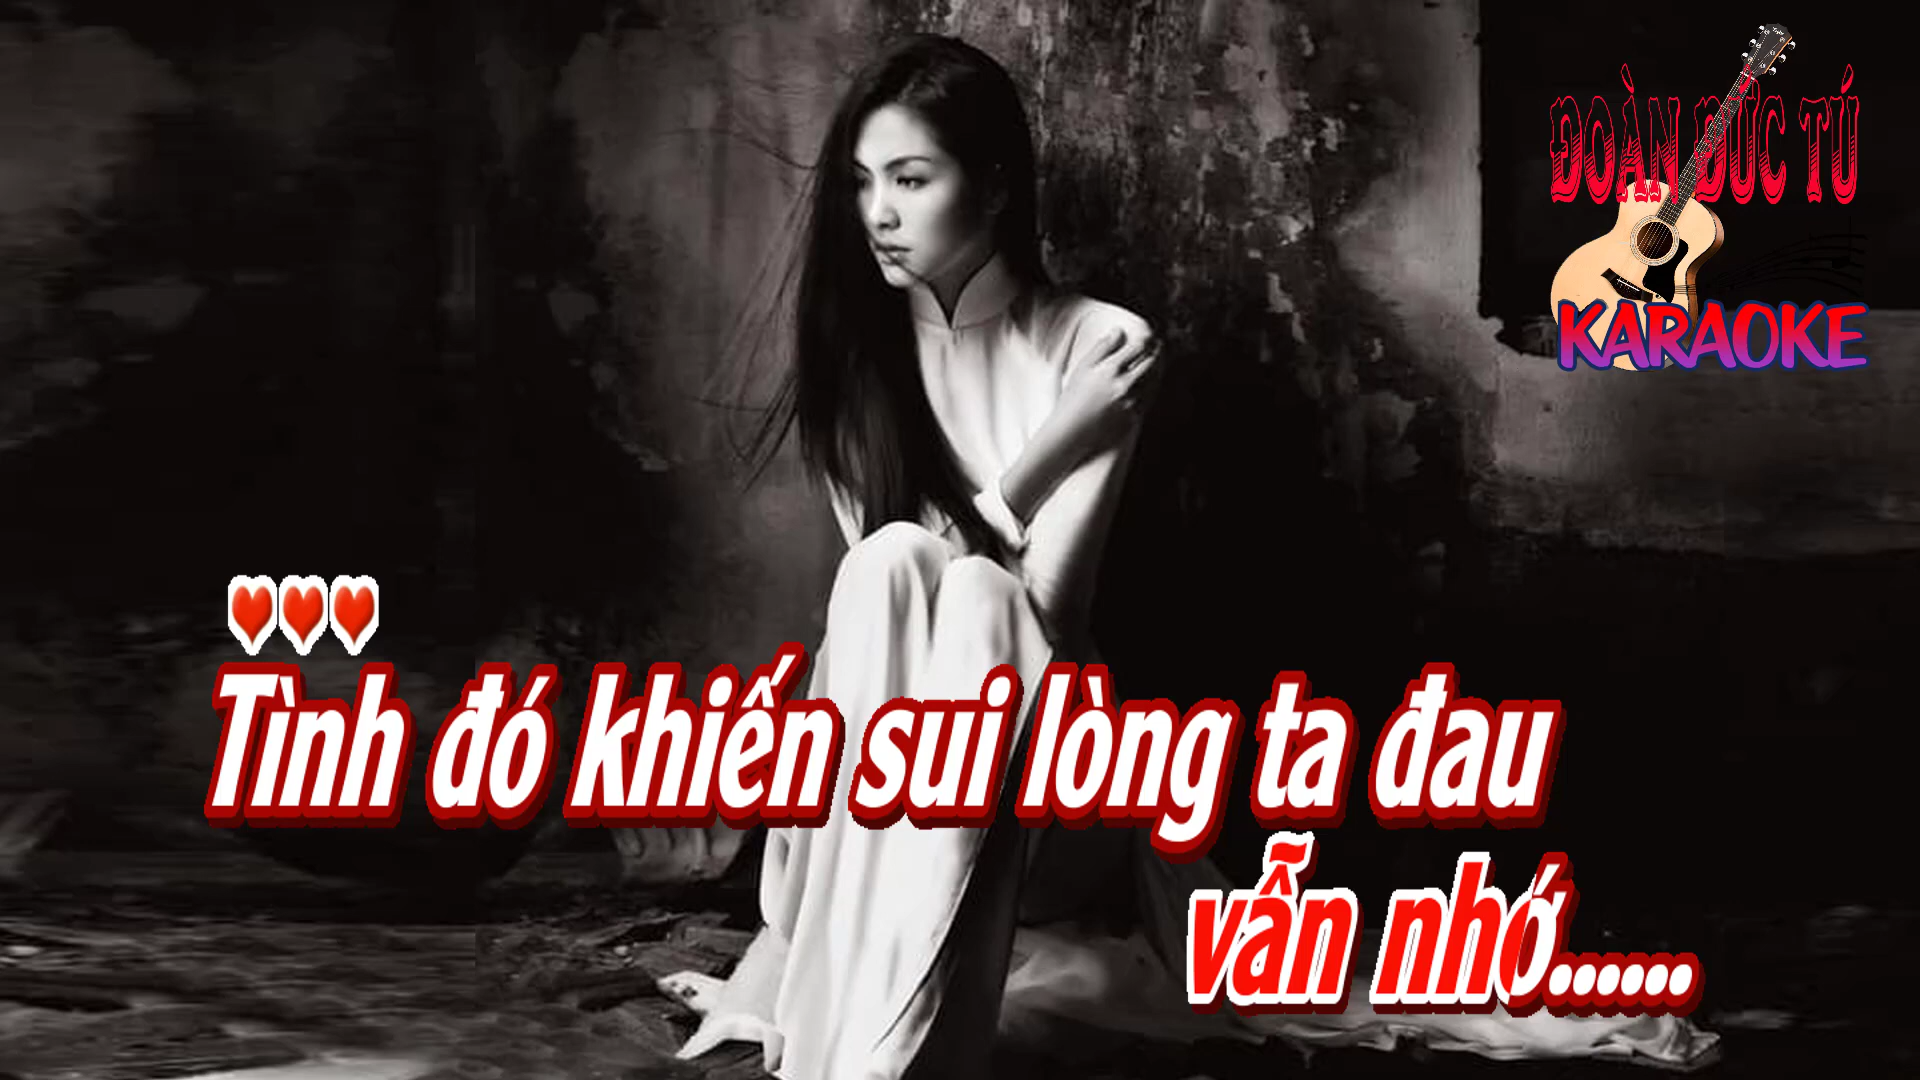 ĐOÀN ĐỨC TÚ
KARAOKE
Tình đó khiến sui lòng ta đau
vẫn nhớ......